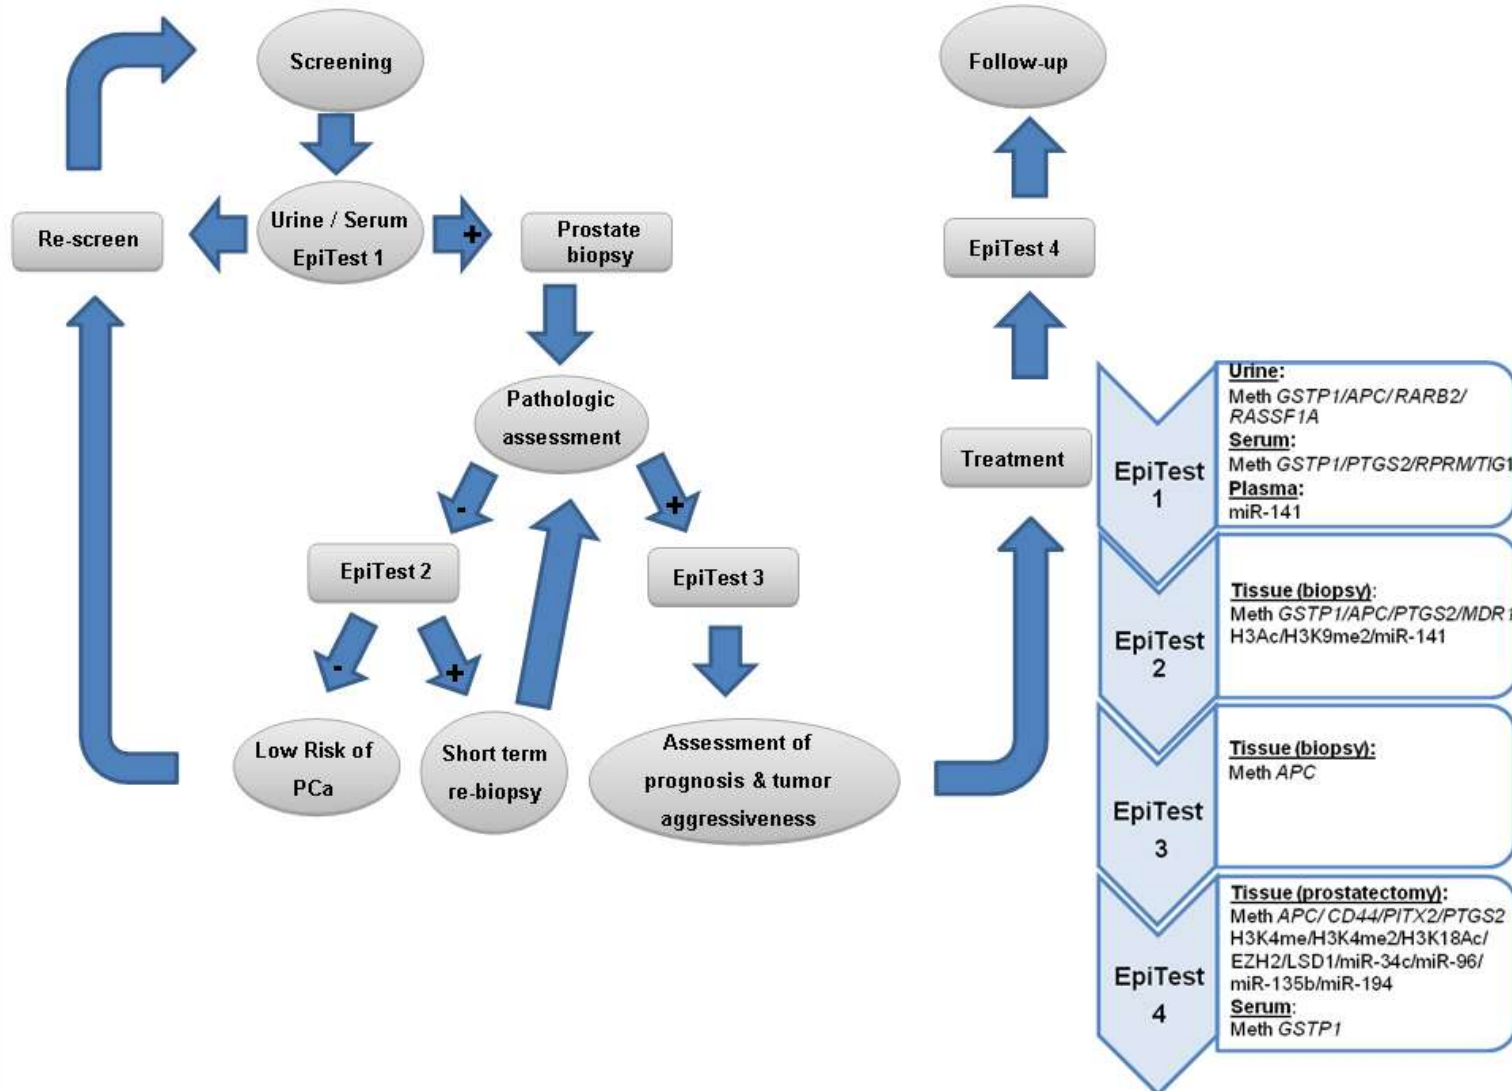 Screening
Follow-up
Urine / Serum
EpiTest 1
+
Re-screen
Prostate
biopsy
EpiTest 4
Pathologic
assessment
Treatment
-
+
EpiTest 2
EpiTest 3
-
+
Low Risk of
PCa
Short term
re-biopsy
Assessment of
prognosis & tumor
aggressiveness
EpiTest
1
Urine:
Meth GSTP1/APC/RARB2/
RASSF1A
Serum:
Meth GSTP1/PTGS2/RPRM/TIG1
Plasma:
miR-141
EpiTest
2
Tissue (biopsy):
Meth GSTP1/APC/PTGS2/MDR1
H3Ac/H3K9me2/miR-141
EpiTest
3
Tissue (biopsy):
Meth APC
EpiTest
4
Tissue (prostatectomy):
Meth APC/ CD44/PITX2/PTGS2
H3K4me/H3K4me2/H3K18Ac/
EZH2/LSD1/miR-34c/miR-96/
miR-135b/miR-194
Serum:
Meth GSTP1